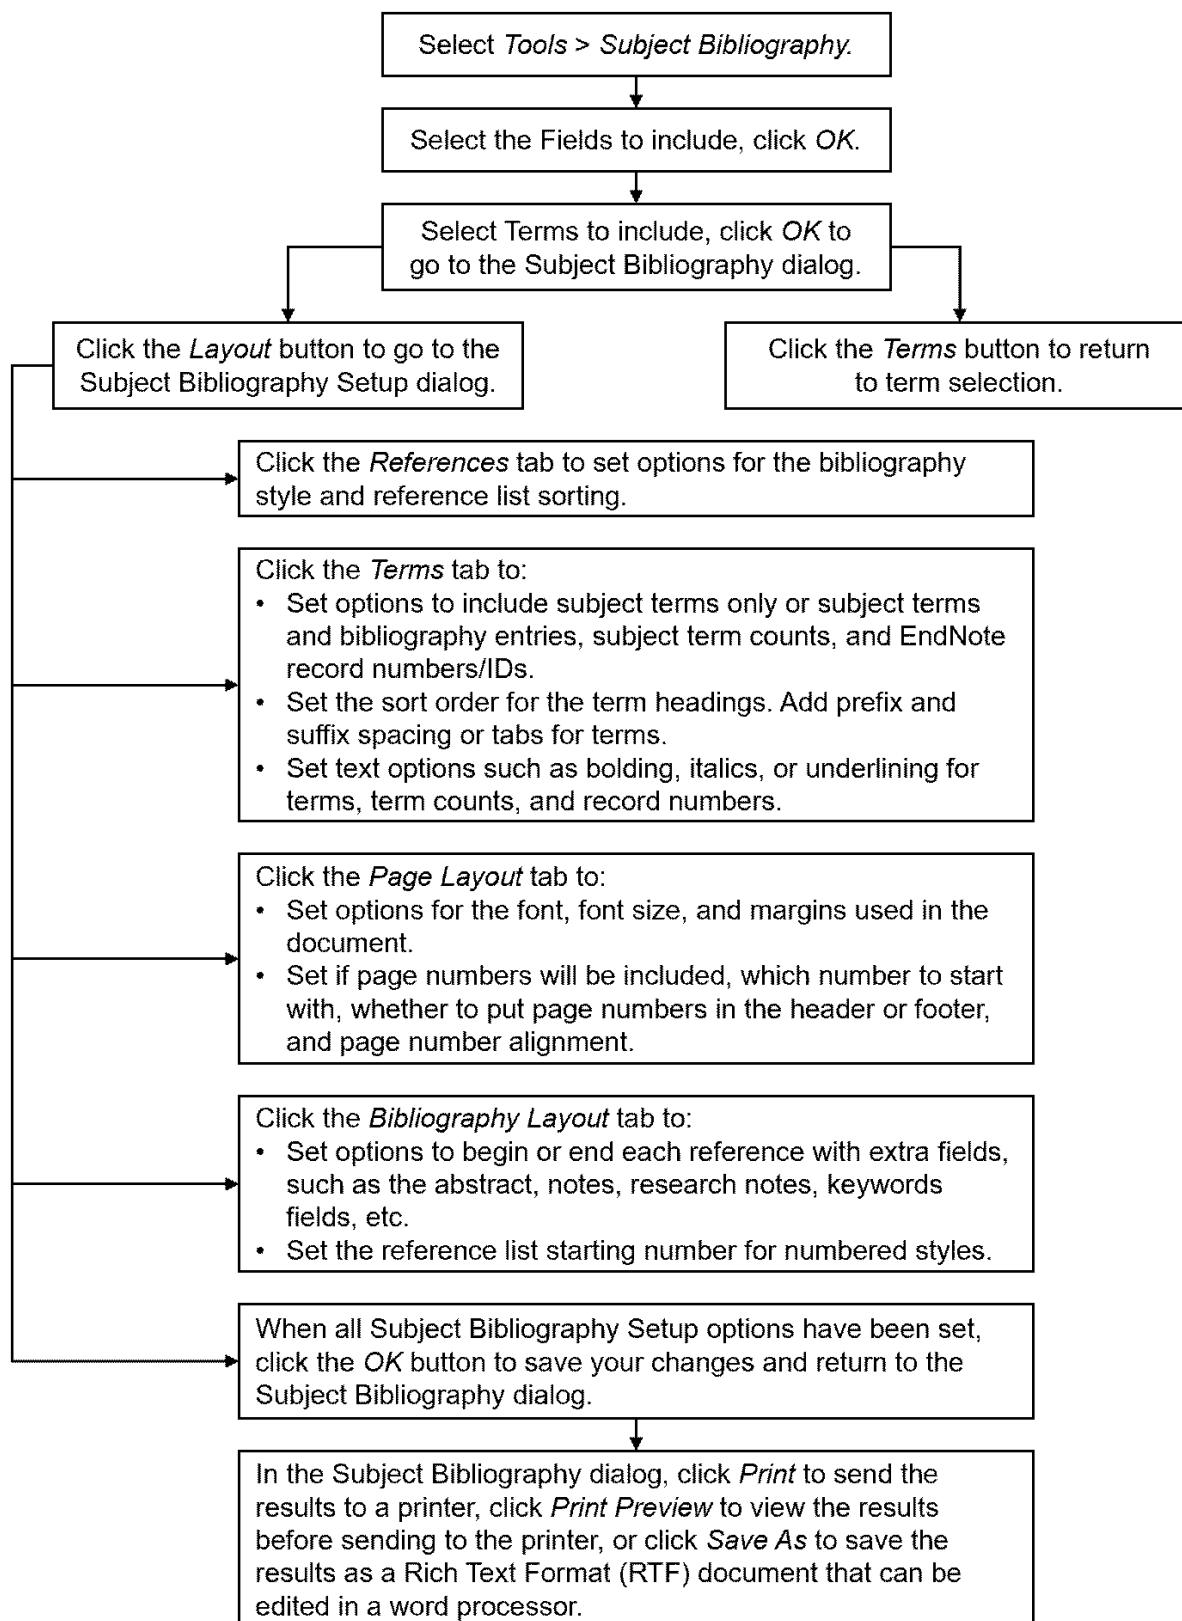 Select Tools > Subject Bibliography.
Select the Fields to include, click OK.
Select Terms to include, click OK to
go to the Subject Bibliography dialog.
Click the Layout button to go to the
Subject Bibliography Setup dialog.
Click the Terms button to return
to term selection.
Click the References tab to set options for the bibliography
style and reference list sorting.
Click the Terms tab to:
• Set options to include subject terms only or subject terms
and bibliography entries, subject term counts, and EndNote
record numbers/IDs.
• Set the sort order for the term headings. Add prefix and
suffix spacing or tabs for terms.
• Set text options such as bolding, italics, or underlining for
terms, term counts, and record numbers.
Click the Page Layout tab to:
• Set options for the font, font size, and margins used in the
document.
• Set if page numbers will be included, which number to start
with, whether to put page numbers in the header or footer,
and page number alignment.
Click the Bibliography Layout tab to:
• Set options to begin or end each reference with extra fields,
such as the abstract, notes, research notes, keywords
fields, etc.
• Set the reference list starting number for numbered styles.
When all Subject Bibliography Setup options have been set,
click the OK button to save your changes and return to the
Subject Bibliography dialog.
In the Subject Bibliography dialog, click Print to send the
results to a printer, click Print Preview to view the results
before sending to the printer, or click Save As to save the
results as a Rich Text Format (RTF) document that can be
edited in a word processor.